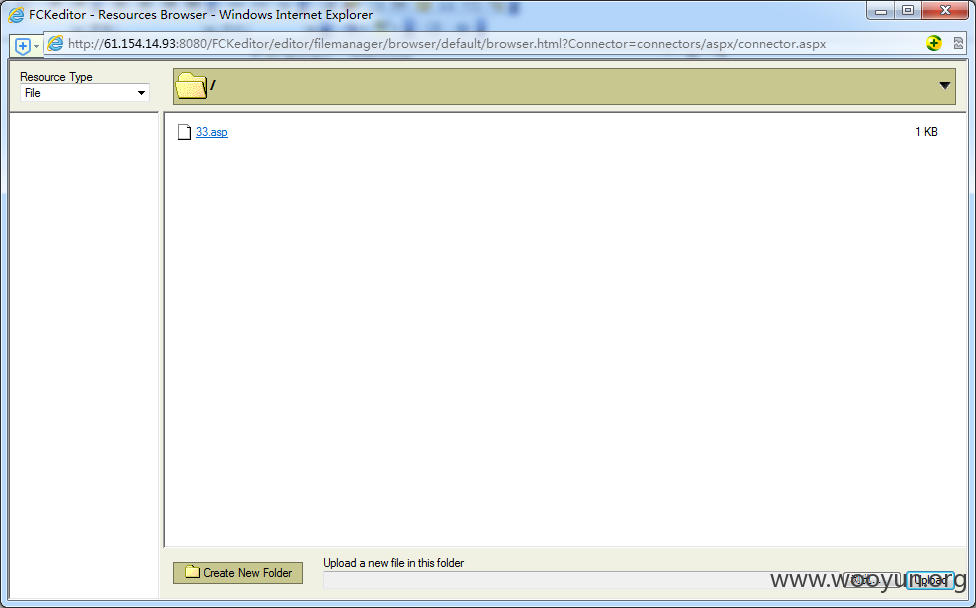 FCKeditor - Resources Browser - Windows Internet Explorer
http://61.154.14.93:8080/FCKeditor/editor/filemanager/browser/default/browser.html?Connector=connectors/aspx/connector.aspx
Resource Type
File
/
33.asp 1 KB
Upload a new file in this folder
Create New Folder
Upload
www.wooyun.org